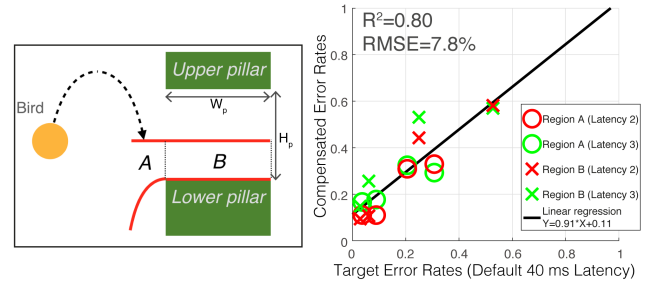 Bird
Upper pillar
Wp
Hp
A
B
Lower pillar
R²=0.80
RMSE=7.8%
Compensated Error Rates
1
0.8
0.6
0.4
0.2
0
0
0.2
0.4
0.6
0.8
1
Target Error Rates (Default 40 ms Latency)
Region A (Latency 2)
Region A (Latency 3)
Region B (Latency 2)
Region B (Latency 3)
Linear regression
Y=0.91*X+0.11